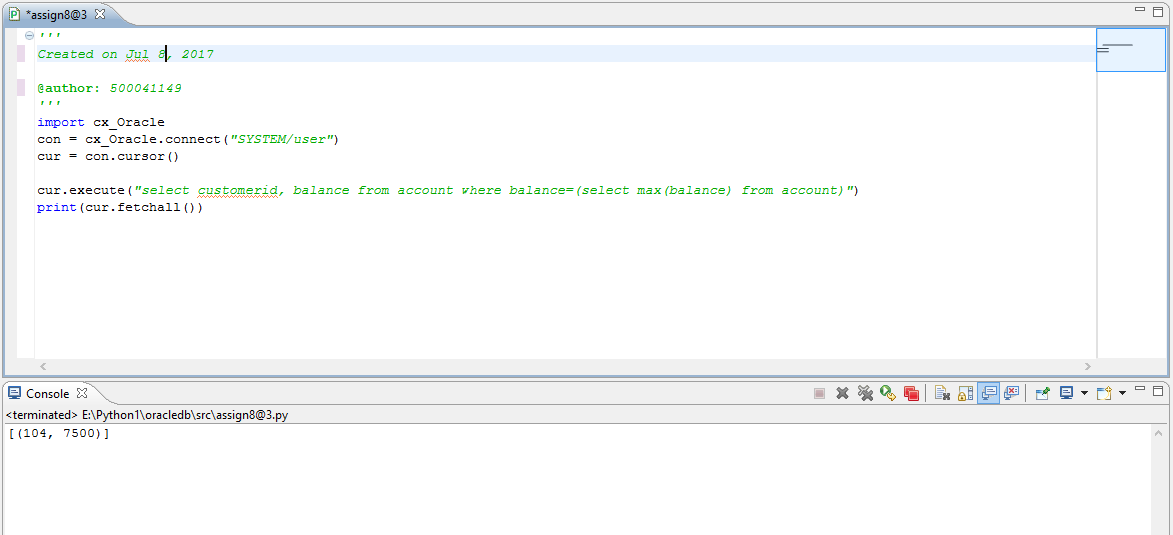 *assign8@3
'''
Created on Jul 8, 2017
@author: 500041149
'''
import cx_Oracle
con = cx_Oracle.connect("SYSTEM/user")
cur = con.cursor()
cur.execute("select customerid, balance from account where balance=(select max(balance) from account)")
print(cur.fetchall())
Console
<terminated> E:\Python1\oracledb\src\assign8@3.py
[(104, 7500)]